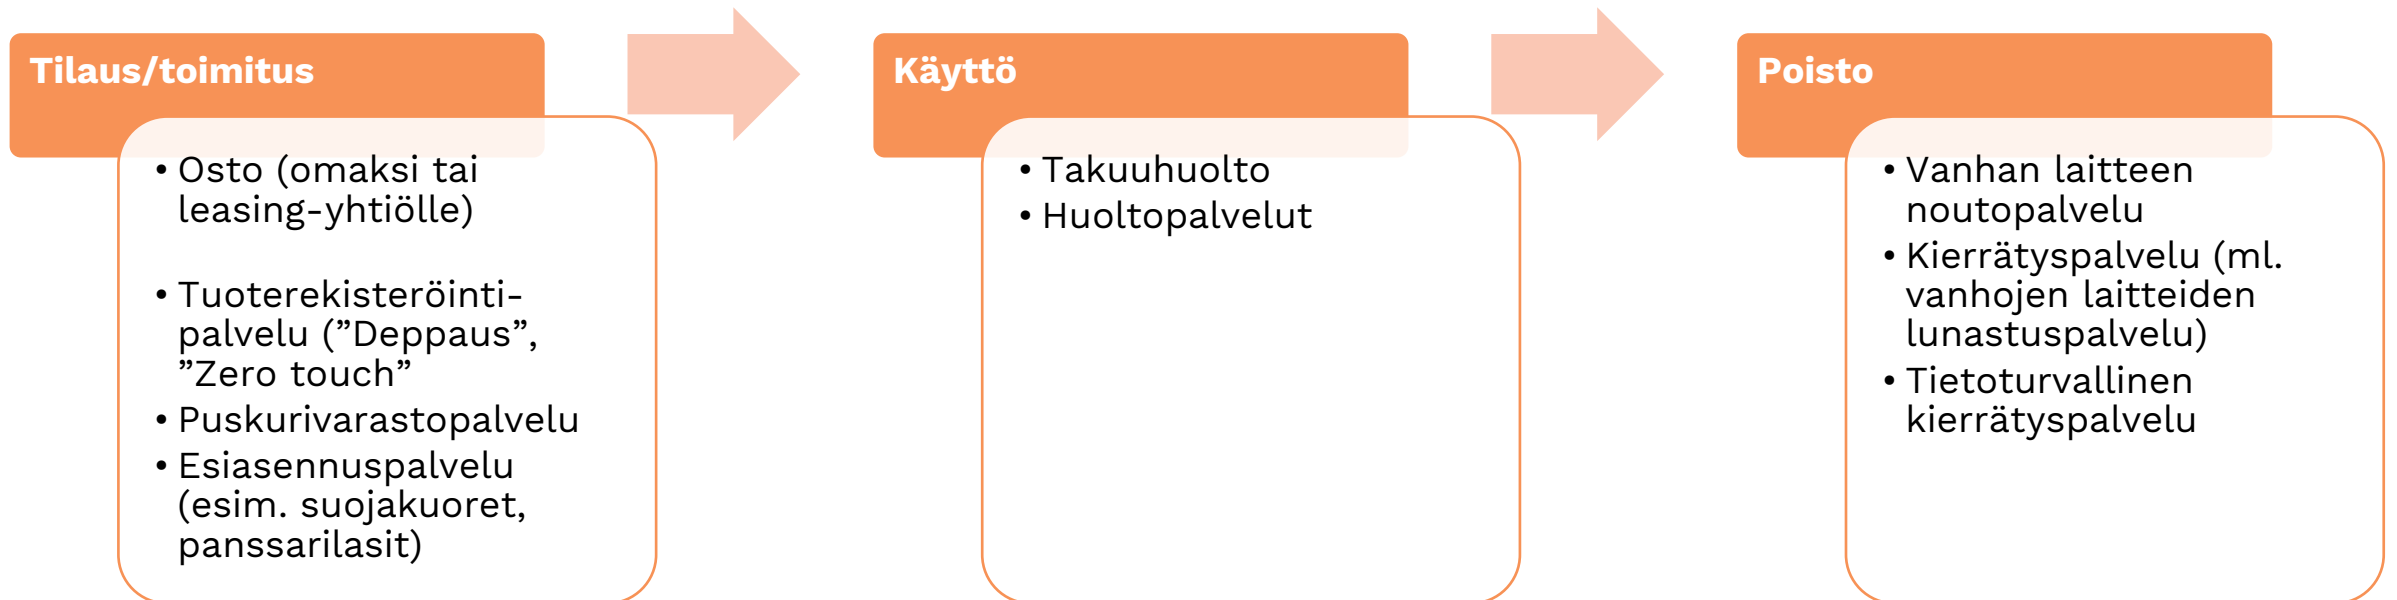 Tilaus/toimitus
• Osto (omaksi tai
leasing-yhtiölle)
• Tuoterekisteröinti-
palvelu (”Deppaus”,
”Zero touch”
• Puskurivarastopalvelu
• Esiasennuspalvelu
(esim. suojakuoret,
panssarilasit)
Käyttö
• Takuuhuolto
• Huoltopalvelut
Poisto
• Vanhan laitteen
noutopalvelu
• Kierrätyspalvelu (ml.
vanhojen laitteiden
lunastuspalvelu)
• Tietoturvallinen
kierrätyspalvelu